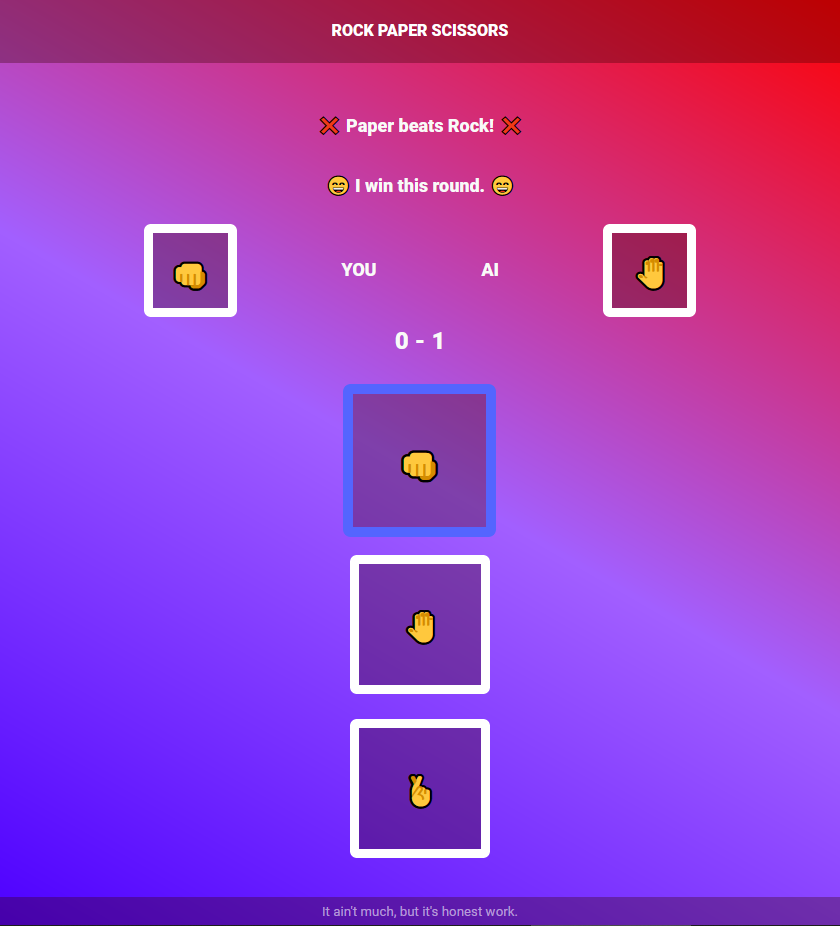 ROCK PAPER SCISSORS
❌ Paper beats Rock! ❌
😁 I win this round. 😁
YOU AI
0 - 1
It ain't much, but it's honest work.